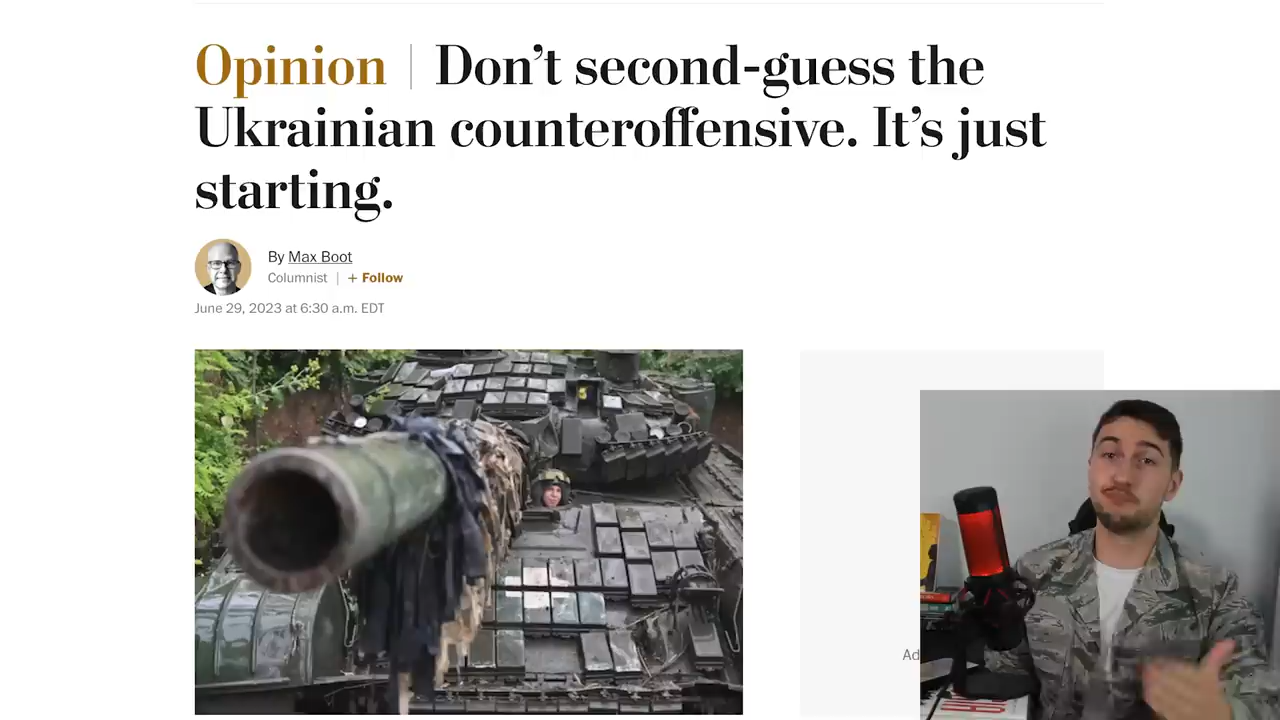 Opinion | Don’t second-guess the
Ukrainian counteroffensive. It’s just
starting.
By Max Boot
Columnist | + Follow
June 29, 2023 at 6:30 a.m. EDT
Ad